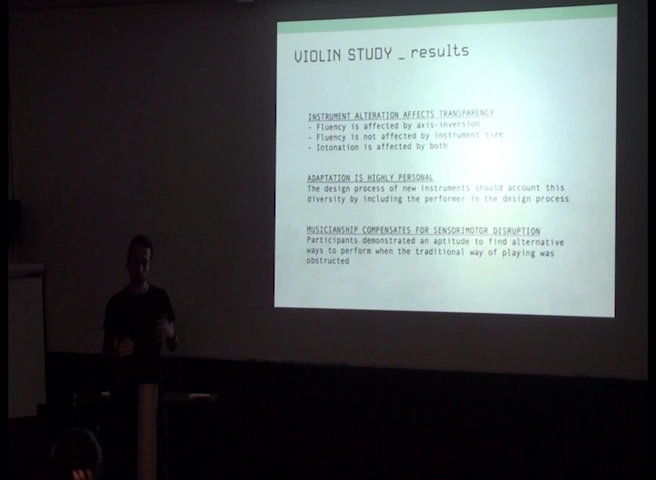 VIOLIN STUDY _ results
INSTRUMENT ALTERATION AFFECTS TRANSPARENCY
- Fluency is affected by axis-inversion
- Fluency is not affected by instrument size
- Intonation is affected by both
ADAPTATION IS HIGHLY PERSONAL
The design process of new instruments should account this
diversity by including the performer in the design process
MUSICIANSHIP COMPENSATES FOR SENSORIMOTOR DISRUPTION
Participants demonstrated an aptitude to find alternative
ways to perform when the traditional way of playing was
obstructed